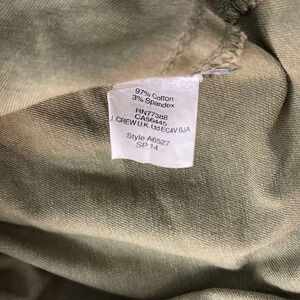 97% Cotton
3% Spandex
RN77388
CA56445
J. CREW U.K. Ltd EC4V 6JA
Style A6527
SP 14